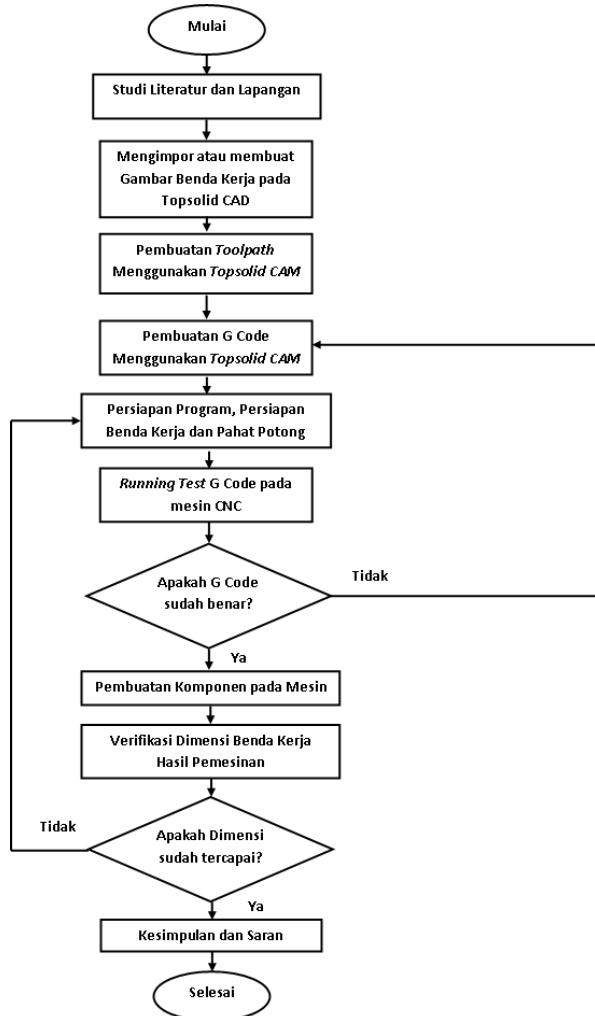 Mulai
Studi Literatur dan Lapangan
Mengimpor atau membuat
Gambar Benda Kerja pada
Topsolid CAD
Pembuatan Toolpath
Menggunakan Topsolid CAM
Pembuatan G Code
Menggunakan Topsolid CAM
Persiapan Program, Persiapan
Benda Kerja dan Pahat Potong
Running Test G Code pada
mesin CNC
Apakah G Code
sudah benar?
Tidak
Ya
Pembuatan Komponen pada Mesin
Verifikasi Dimensi Benda Kerja
Hasil Pemesinan
Tidak
Apakah Dimensi
sudah tercapai?
Ya
Kesimpulan dan Saran
Selesai